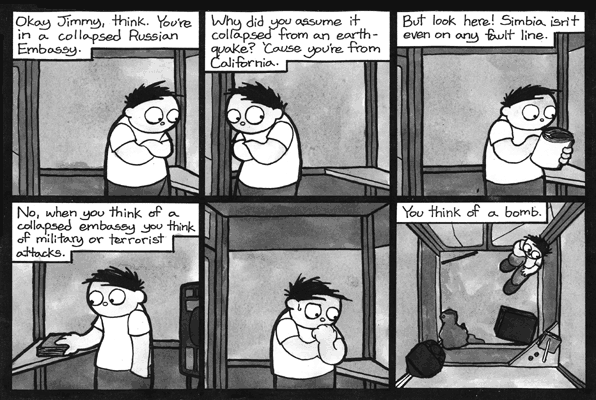 Okay Jimmy, think. You're
in a collapsed Russian
Embassy.
Why did you assume it
collapsed from an earth-
quake? 'Cause you're from
California.
But look here! Simbia isn't
even on any fault line.
No, when you think of a
collapsed embassy you think
of military or terrorist
attacks.
You think of a bomb.